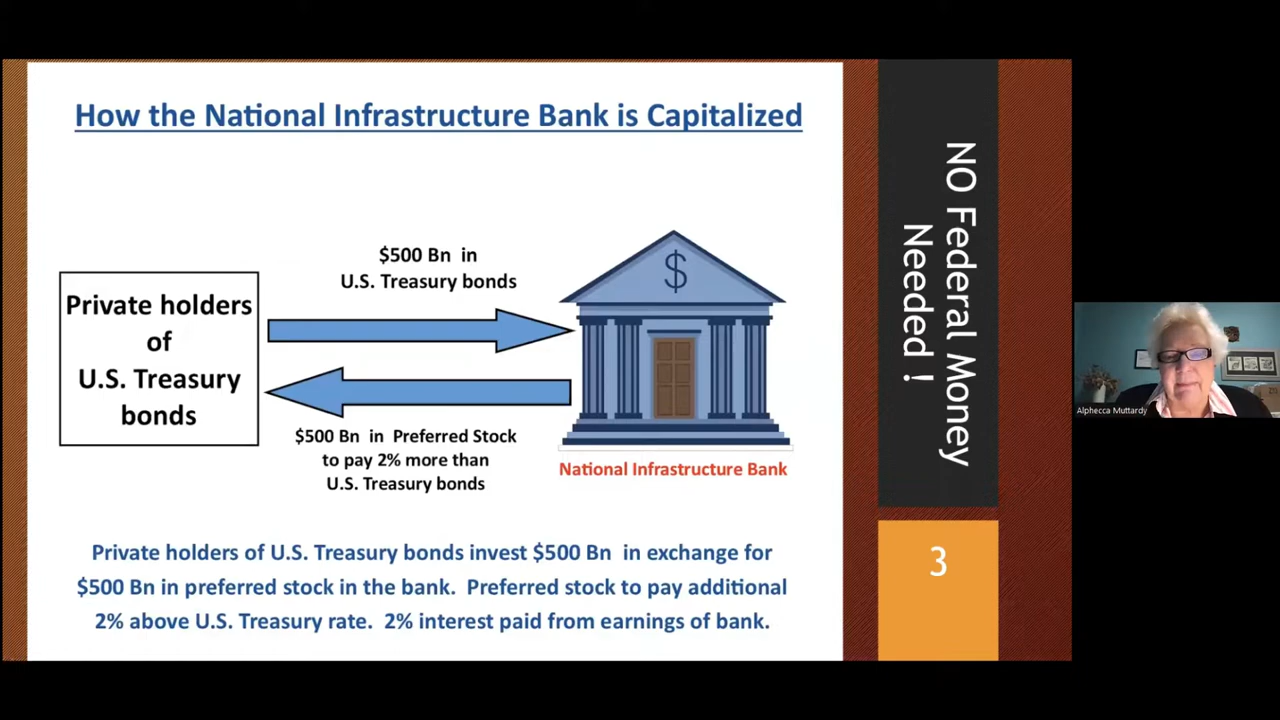 How the National Infrastructure Bank is Capitalized
Private holders
of
U.S. Treasury
bonds
$500 Bn in
U.S. Treasury bonds
$500 Bn in Preferred Stock
to pay 2% more than
U.S. Treasury bonds
$
National Infrastructure Bank
Private holders of U.S. Treasury bonds invest $500 Bn in exchange for
$500 Bn in preferred stock in the bank. Preferred stock to pay additional
2% above U.S. Treasury rate. 2% interest paid from earnings of bank.
NO Federal Money
Needed !
3
Alphecca Muttardy